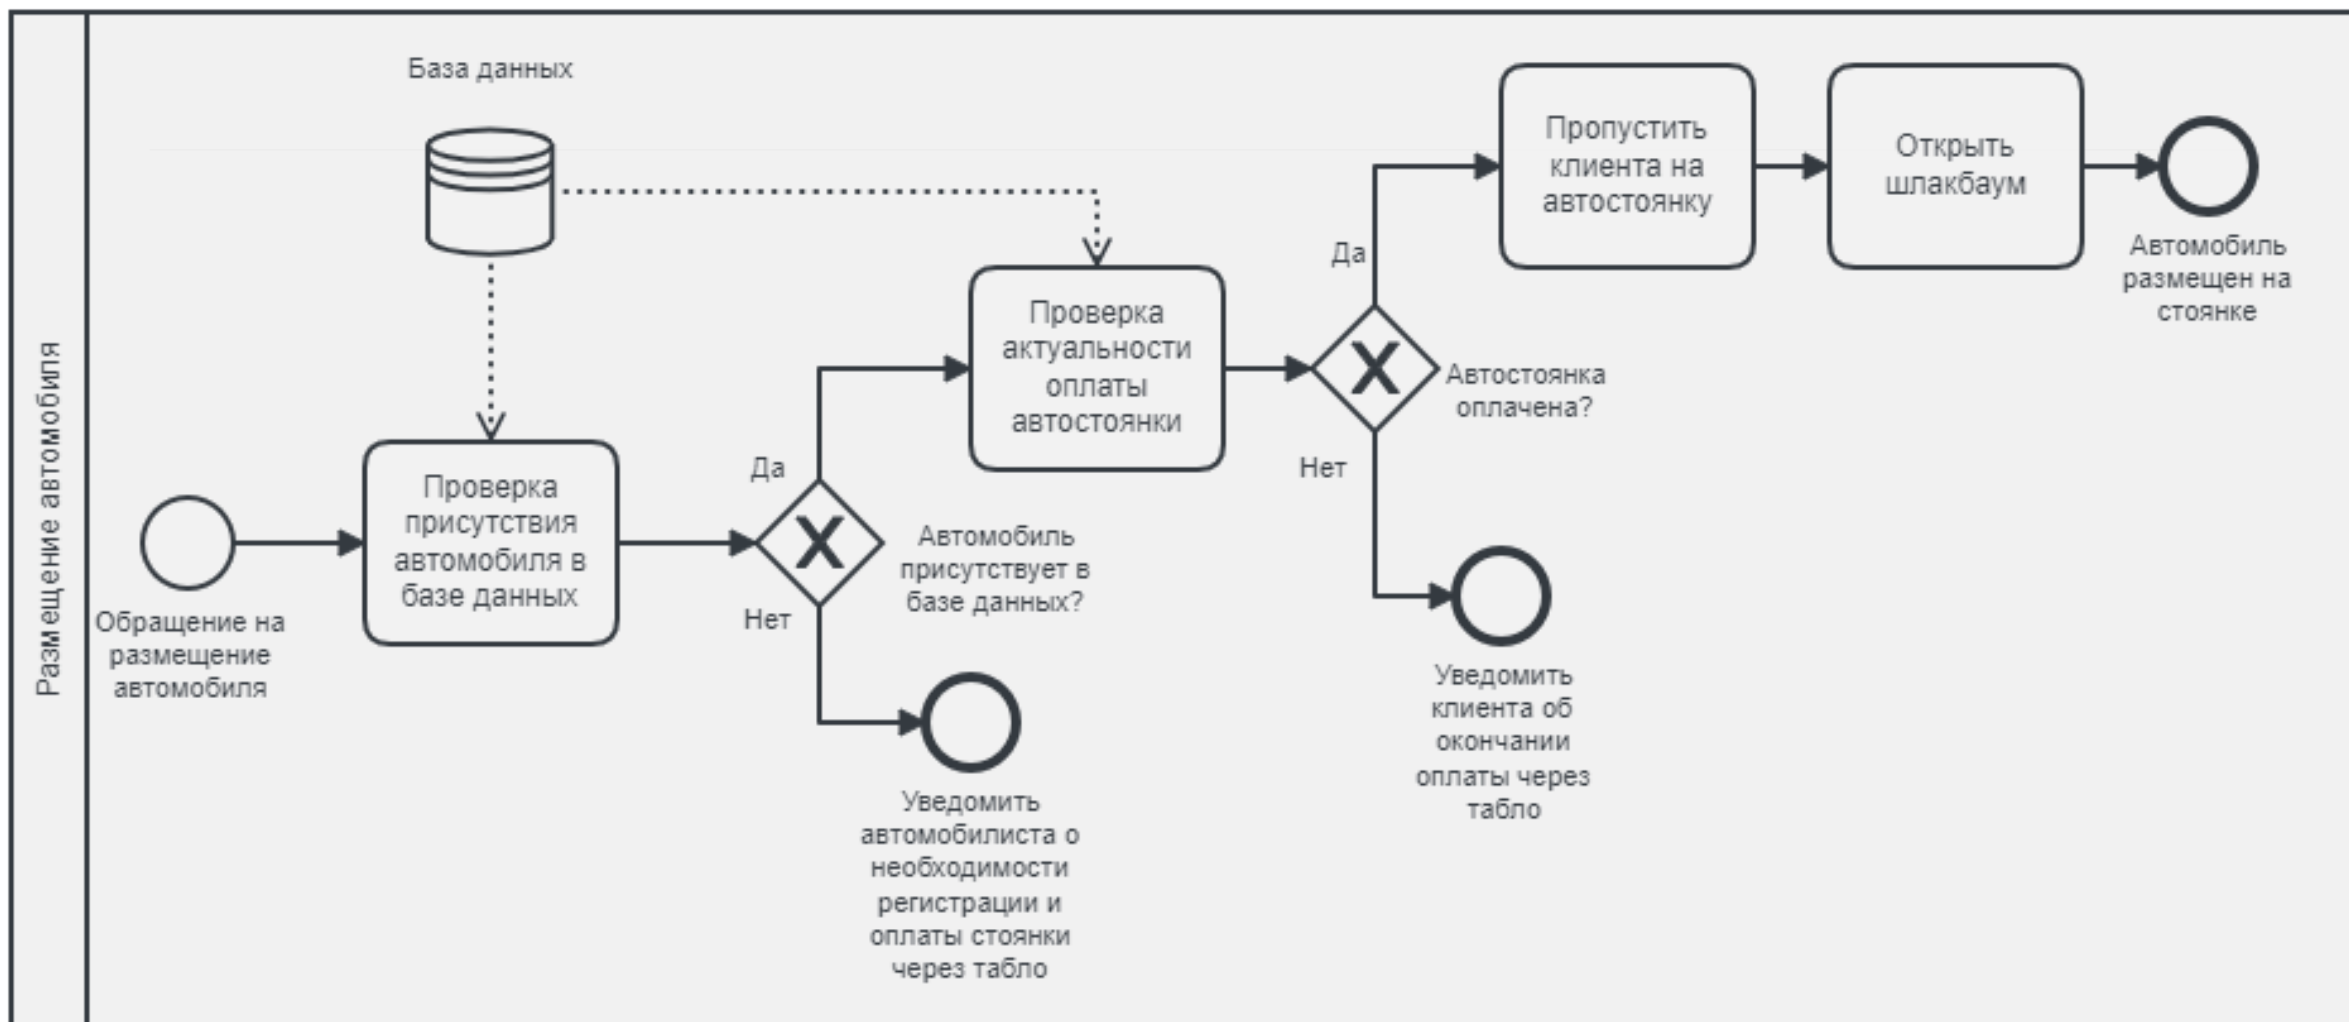 Размещение автомобиля
База данных
Обращение на
размещение
автомобиля
Проверка
присутствия
автомобиля в
базе данных
Да
Нет
Автомобиль
присутствует в
базе данных?
Уведомить
автомобилиста о
необходимости
регистрации и
оплаты стоянки
через табло
Проверка
актуальности
оплаты
автостоянки
Да
Нет
Автостоянка
оплачена?
Уведомить
клиента об
окончании
оплаты через
табло
Пропустить
клиента на
автостоянку
Открыть
шлакбаум
Автомобиль
размещен на
стоянке